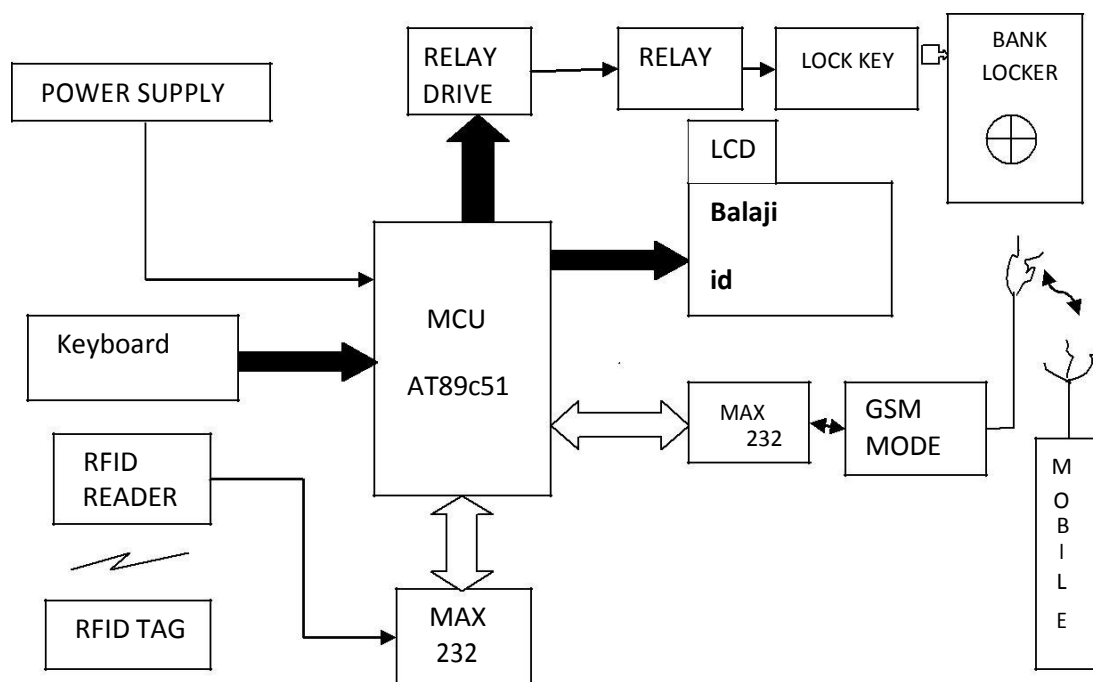 RELAY
DRIVE
RELAY
LOCK KEY
BANK
LOCKER
POWER SUPPLY
LCD
Balaji
id
MCU
AT89c51
Keyboard
MAX
232
GSM
MODE
RFID
READER
M
O
B
I
L
E
RFID TAG
MAX
232